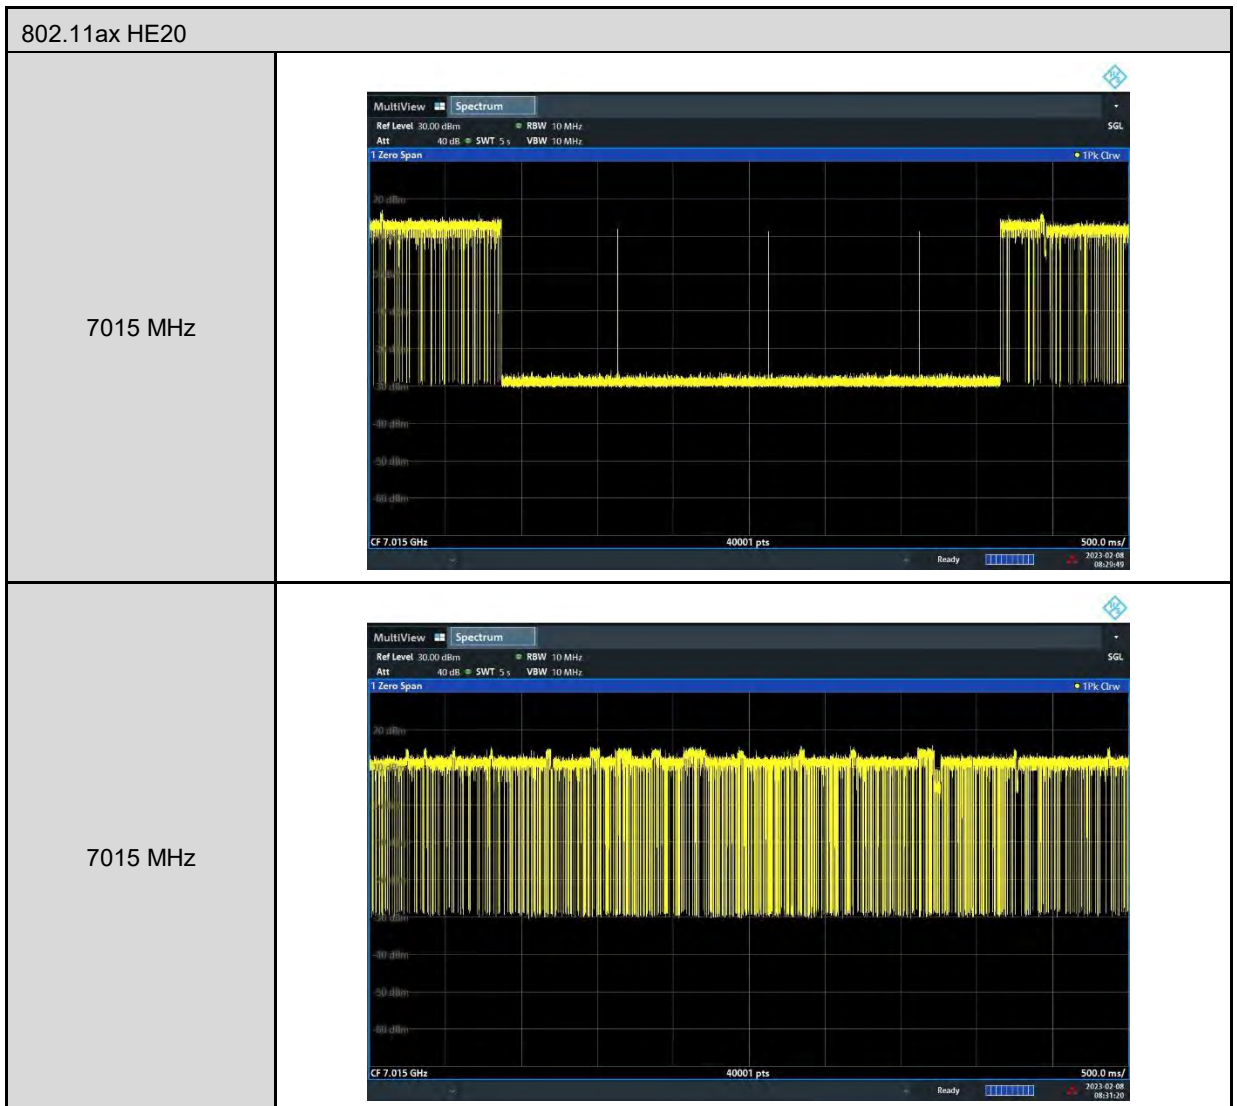 802.11ax HE20
7015 MHz
MultiView Spectrum
Ref Level 30.00 dBm RBW 10 MHz SGL
Att 40 dB SWT 5 s VBW 10 MHz
1 Zero Span 1Pk Clrw
20 dBm
-30 dBm
-40 dBm
-50 dBm
-60 dBm
CF 7.015 GHz 40001 pts 500.0 ms/
Ready 2023-02-08
08:29:49
7015 MHz
MultiView Spectrum
Ref Level 30.00 dBm RBW 10 MHz SGL
Att 40 dB SWT 5 s VBW 10 MHz
1 Zero Span 1Pk Clrw
20 dBm
-30 dBm
-40 dBm
-50 dBm
-60 dBm
CF 7.015 GHz 40001 pts 500.0 ms/
Ready 2023-02-08
08:31:20